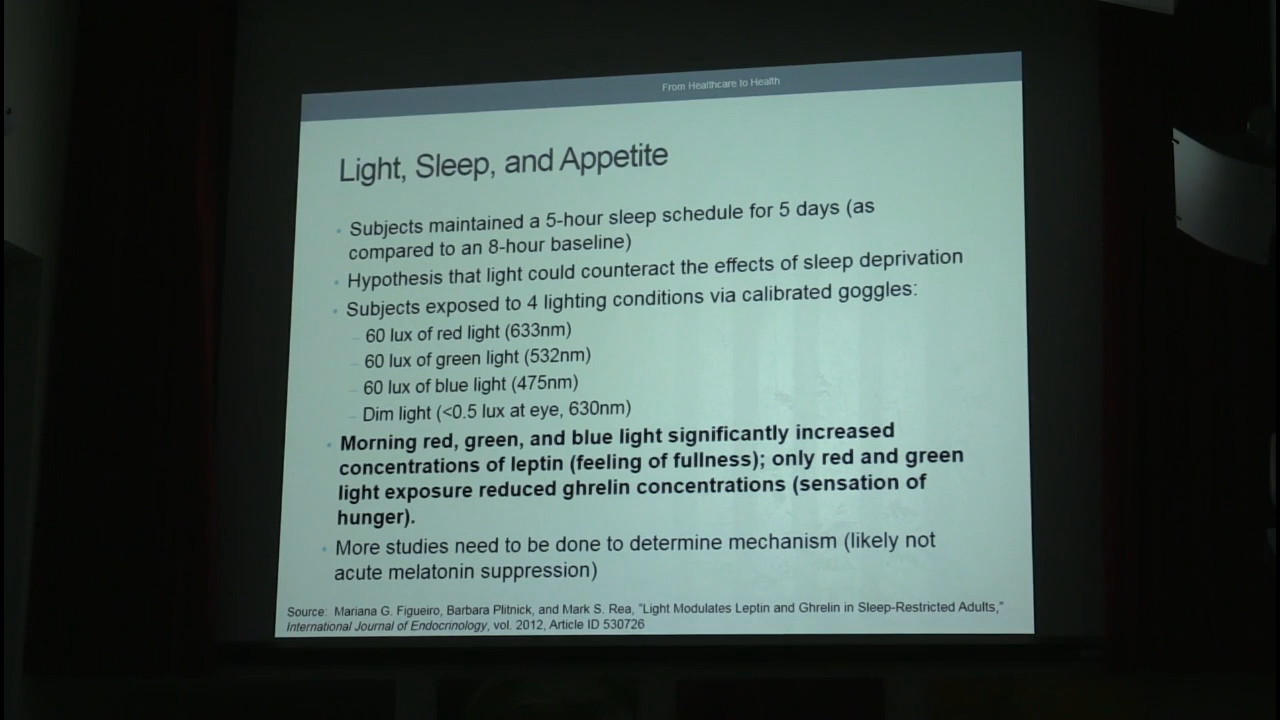 From Healthcare to Health
Light, Sleep, and Appetite
Subjects maintained a 5-hour sleep schedule for 5 days (as
compared to an 8-hour baseline)
Hypothesis that light could counteract the effects of sleep deprivation
Subjects exposed to 4 lighting conditions via calibrated goggles:
60 lux of red light (633nm)
60 lux of green light (532nm)
60 lux of blue light (475nm)
Dim light (<0.5 lux at eye, 630nm)
Morning red, green, and blue light significantly increased
concentrations of leptin (feeling of fullness); only red and green
light exposure reduced ghrelin concentrations (sensation of
hunger).
More studies need to be done to determine mechanism (likely not
acute melatonin suppression)
Source: Mariana G. Figueiro, Barbara Plitnick, and Mark S. Rea, "Light Modulates Leptin and Ghrelin in Sleep-Restricted Adults,"
International Journal of Endocrinology, vol. 2012, Article ID 530726